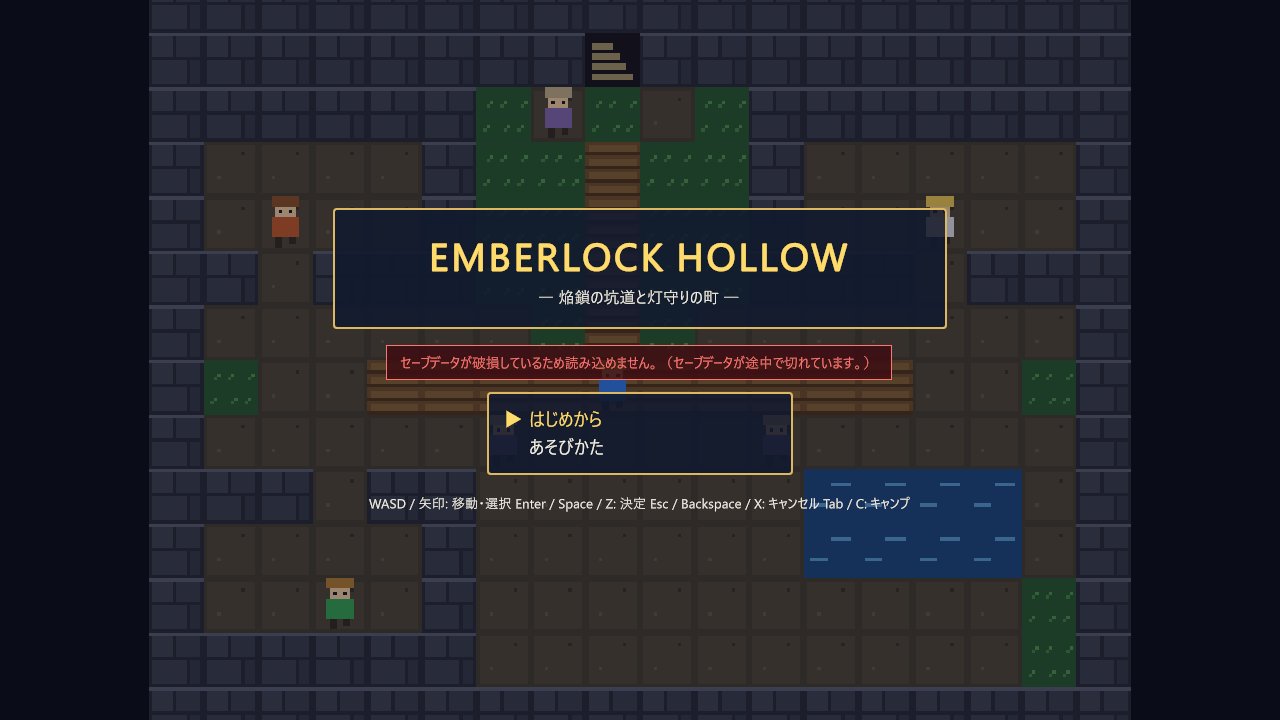 EMBERLOCK HOLLOW
― 焔鎖の坑道と灯守りの町 ―
セーブデータが破損しているため読み込めません。（セーブデータが途中で切れています。）
▶ はじめから
あそびかた
WASD / 矢印: 移動・選択 Enter / Space / Z: 決定 Esc / Backspace / X: キャンセル Tab / C: キャンプ